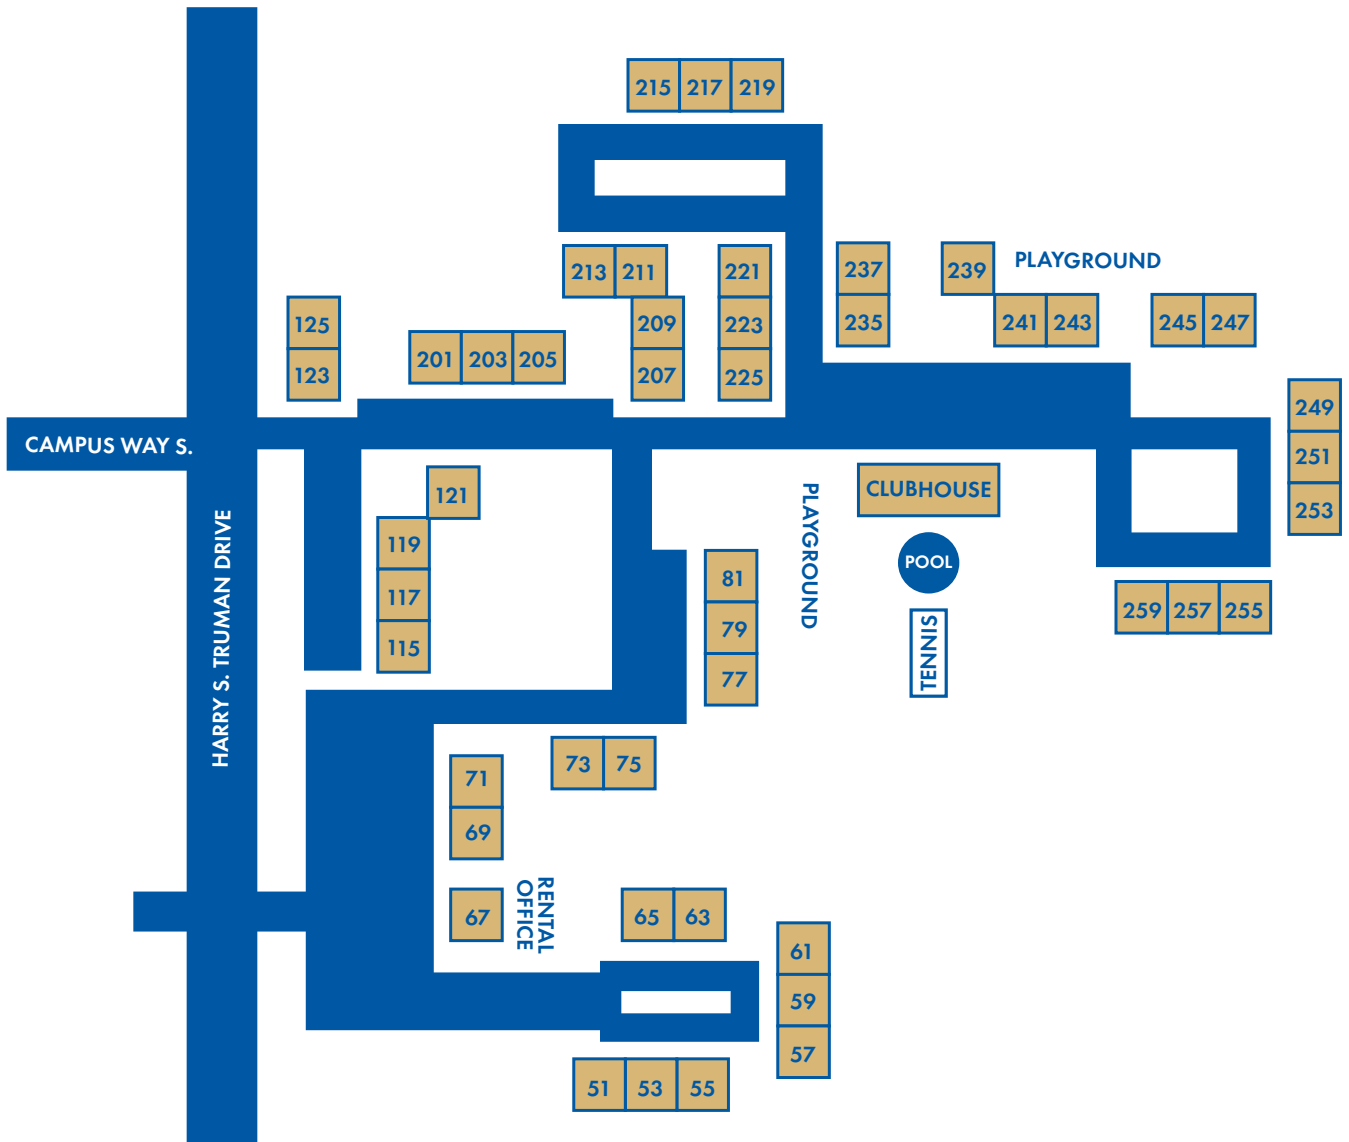 215 217 219
213 211
221
237
239
PLAYGROUND
125
209
223
235
241 243
245 247
123
201 203 205
207
225
249
CAMPUS WAY S.
251
121
CLUBHOUSE
253
HARRY S. TRUMAN DRIVE
119
PLAYGROUND
81
POOL
117
79
259 257 255
115
77
TENNIS
73 75
71
69
67
RENTAL
OFFICE
65 63
61
59
57
51 53 55